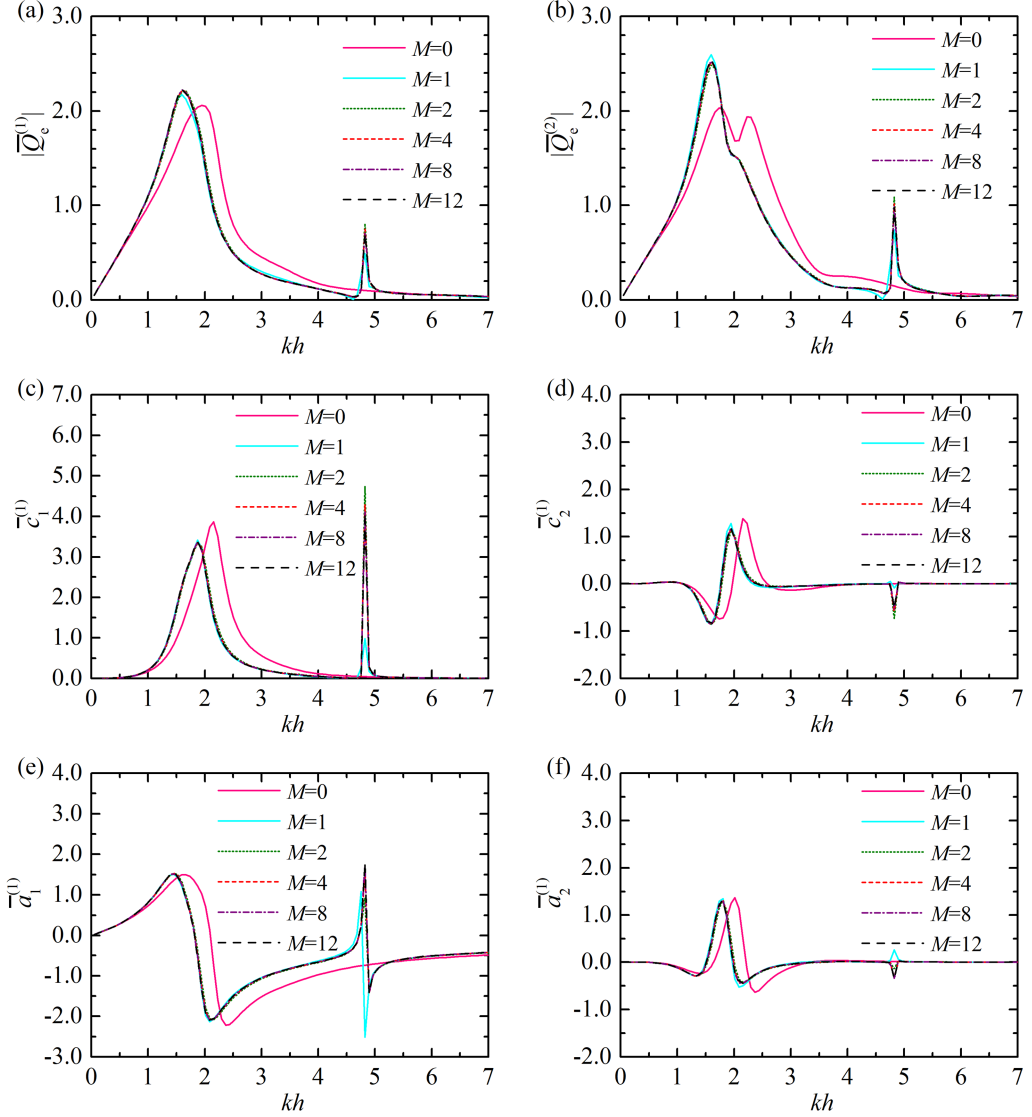 (a)
3.0
2.0
1.0
0.0
|Q̅e(1)|
M=0
M=1
M=2
M=4
M=8
M=12
0 1 2 3 4 5 6 7
kh
(b)
3.0
2.0
1.0
0.0
|Q̅e(2)|
M=0
M=1
M=2
M=4
M=8
M=12
0 1 2 3 4 5 6 7
kh
(c)
7.0
6.0
5.0
4.0
3.0
2.0
1.0
0.0
c̅1(1)
M=0
M=1
M=2
M=4
M=8
M=12
0 1 2 3 4 5 6 7
kh
(d)
4.0
3.0
2.0
1.0
0.0
-1.0
-2.0
c̅2(1)
M=0
M=1
M=2
M=4
M=8
M=12
0 1 2 3 4 5 6 7
kh
(e)
4.0
3.0
2.0
1.0
0.0
-1.0
-2.0
-3.0
a̅1(1)
M=0
M=1
M=2
M=4
M=8
M=12
0 1 2 3 4 5 6 7
kh
(f)
4.0
3.0
2.0
1.0
0.0
-1.0
-2.0
a̅2(1)
M=0
M=1
M=2
M=4
M=8
M=12
0 1 2 3 4 5 6 7
kh